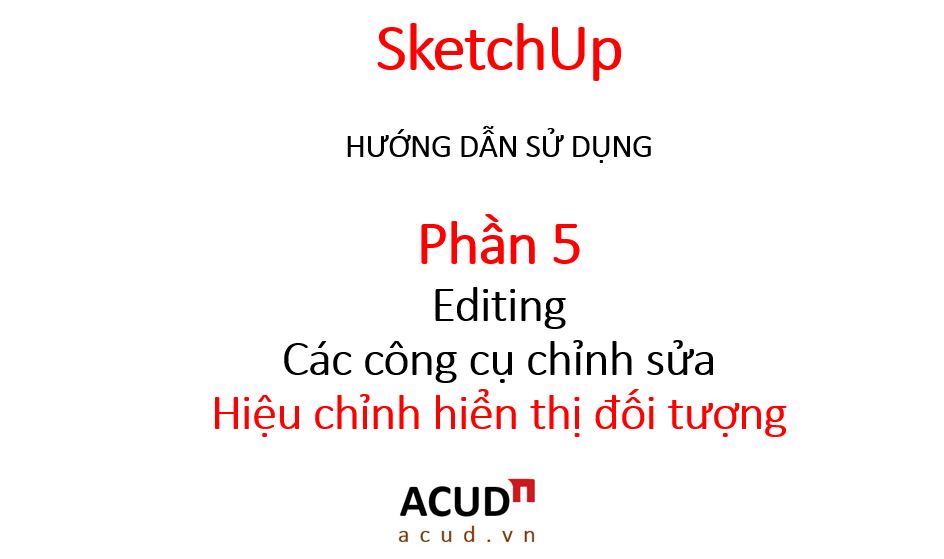 SketchUp
HƯỚNG DẪN SỬ DỤNG
Phần 5
Editing
Các công cụ chỉnh sửa
Hiệu chỉnh hiển thị đối tượng
ACUD
acud.vn